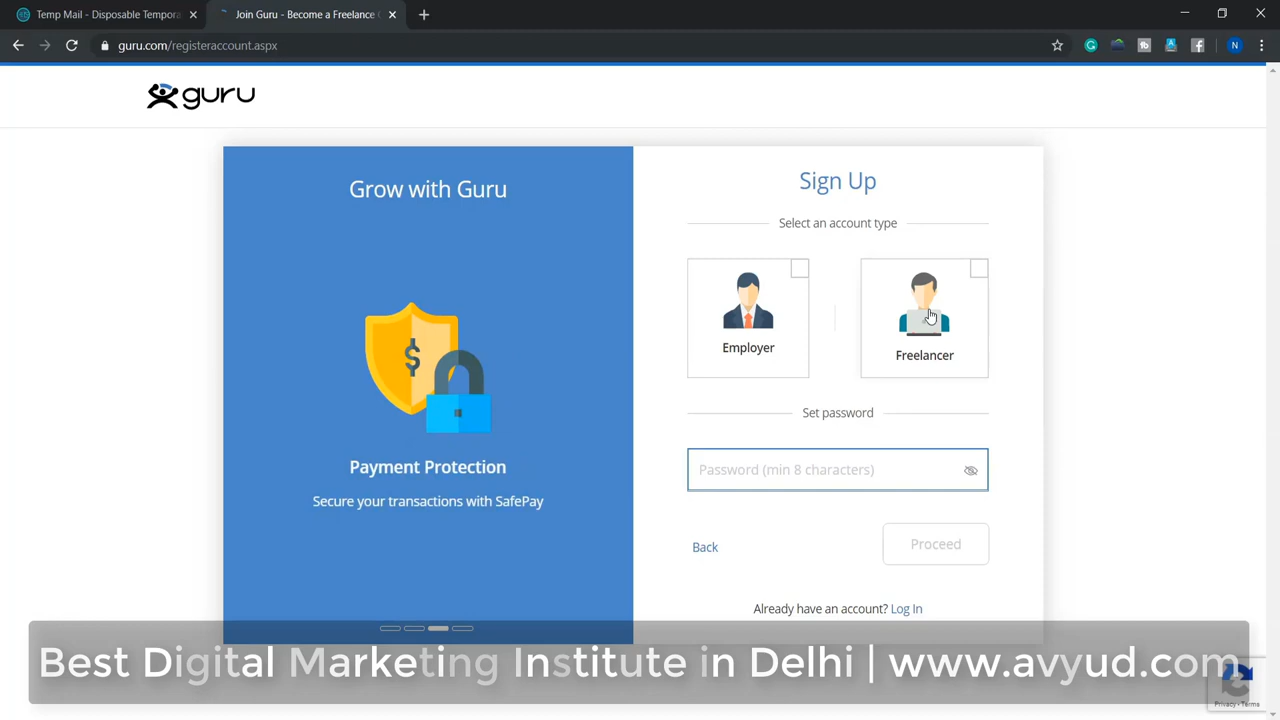 Temp Mail - Disposable Tempora
Join Guru - Become a Freelance
guru.com/registeraccount.aspx
N
guru
Grow with Guru
$
Payment Protection
Secure your transactions with SafePay
Sign Up
Select an account type
Employer
Freelancer
Set password
Password (min 8 characters)
Back
Proceed
Already have an account? Log In
Best Digital Marketing Institute in Delhi | www.avyud.com
Privacy - Terms